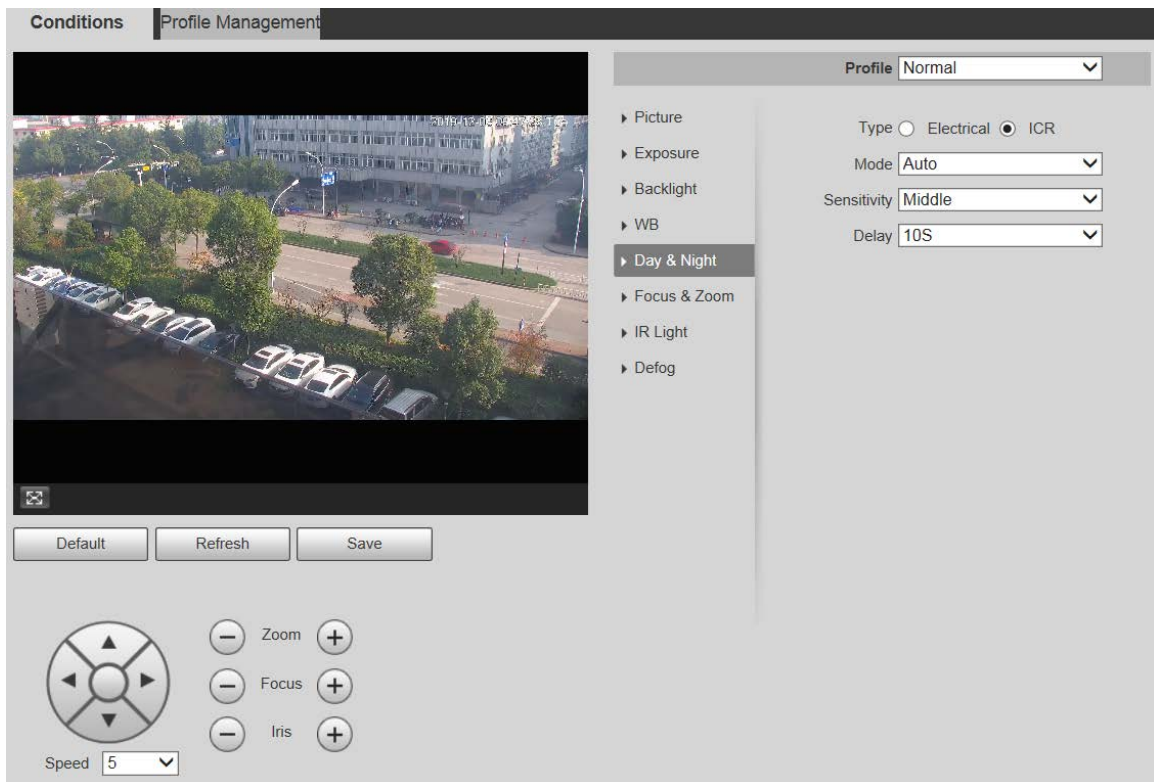 Conditions
Profile Management
Profile Normal
Picture
Exposure
Backlight
WB
Day & Night
Focus & Zoom
IR Light
Defog
Type Electrical ICR
Mode Auto
Sensitivity Middle
Delay 10S
Default
Refresh
Save
Zoom
Focus
Iris
Speed 5